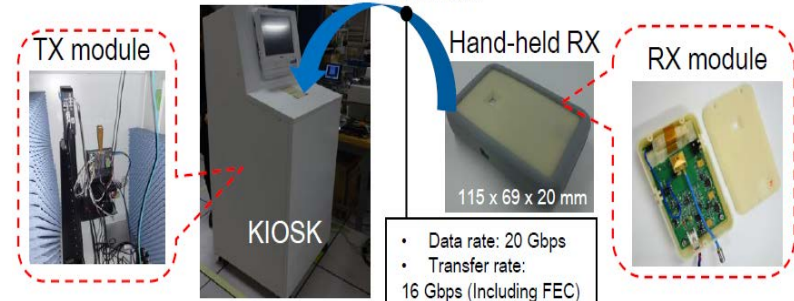 TX module
Hand-held RX
RX module
115 x 69 x 20 mm
KIOSK
• Data rate: 20 Gbps
• Transfer rate:
16 Gbps (Including FEC)